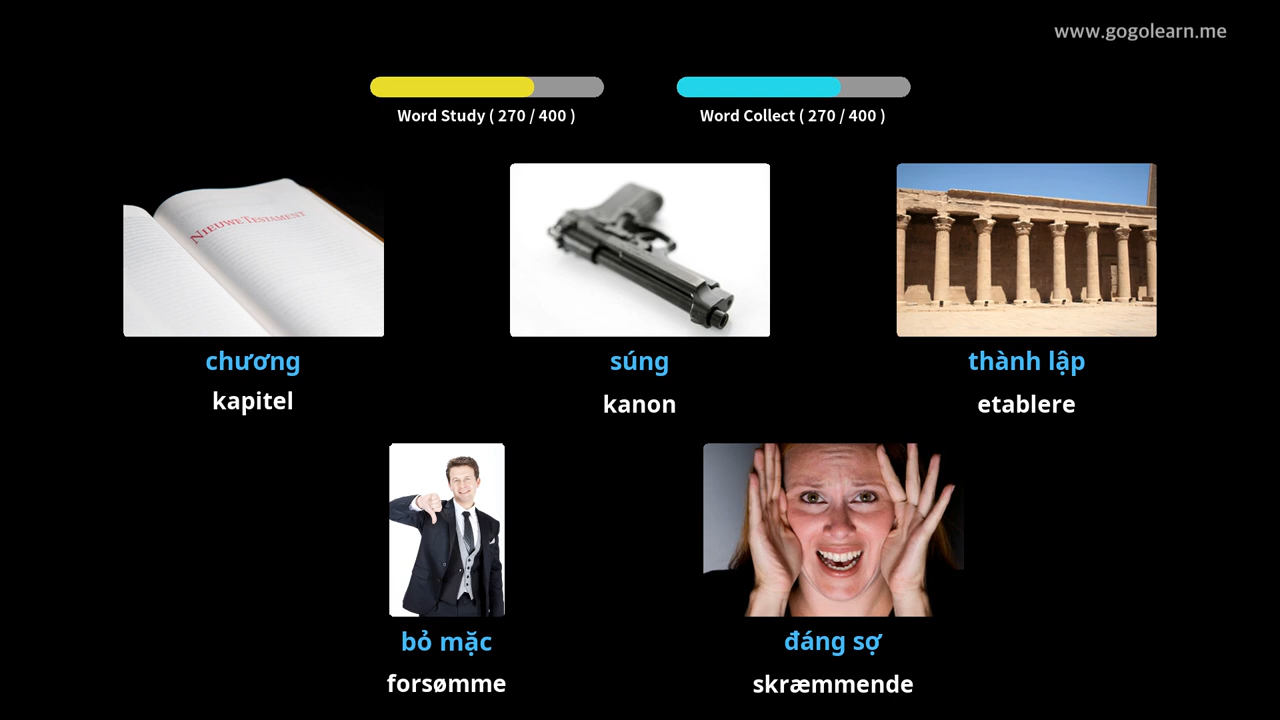 www.gogolearn.me
Word Study ( 270 / 400 )
Word Collect ( 270 / 400 )
NIEUWE TESTAMENT
chương
súng
thành lập
kapitel
kanon
etablere
bỏ mặc
đáng sợ
forsømme
skræmmende